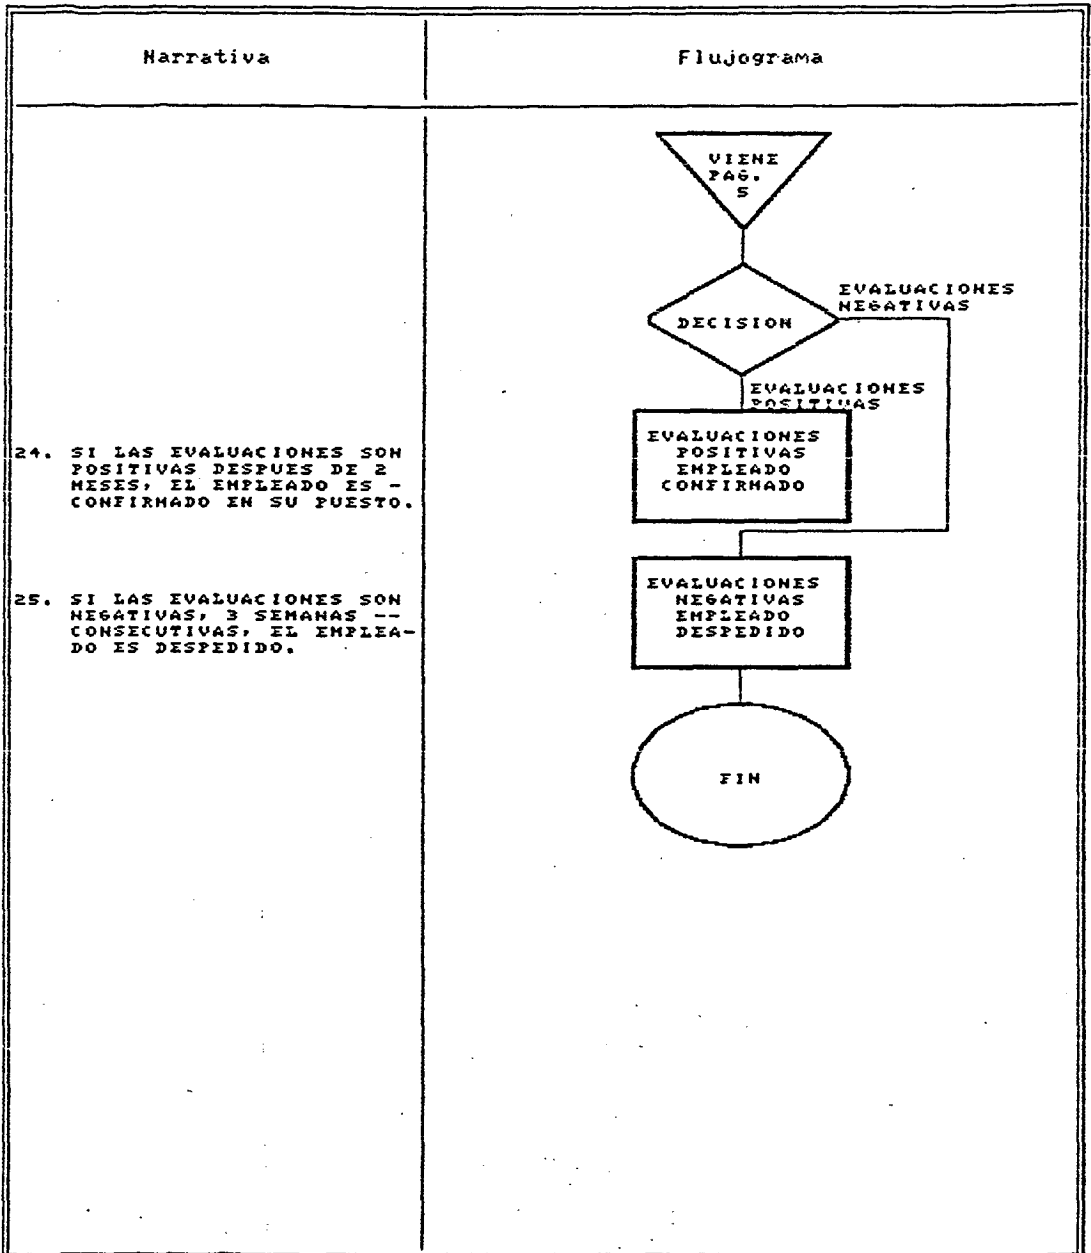 Narrativa
Flujograma
VIENE
PAG.
5
DECISION
EVALUACIONES
NEGATIVAS
EVALUACIONES
POSITIVAS
24. SI LAS EVALUACIONES SON
POSITIVAS DESPUES DE 2
MESES, EL EMPLEADO ES -
CONFIRMADO EN SU PUESTO.
EVALUACIONES
POSITIVAS
EMPLEADO
CONFIRMADO
25. SI LAS EVALUACIONES SON
NEGATIVAS, 3 SEMANAS --
CONSECUTIVAS, EL EMPLEA-
DO ES DESPEDIDO.
EVALUACIONES
NEGATIVAS
EMPLEADO
DESPEDIDO
FIN